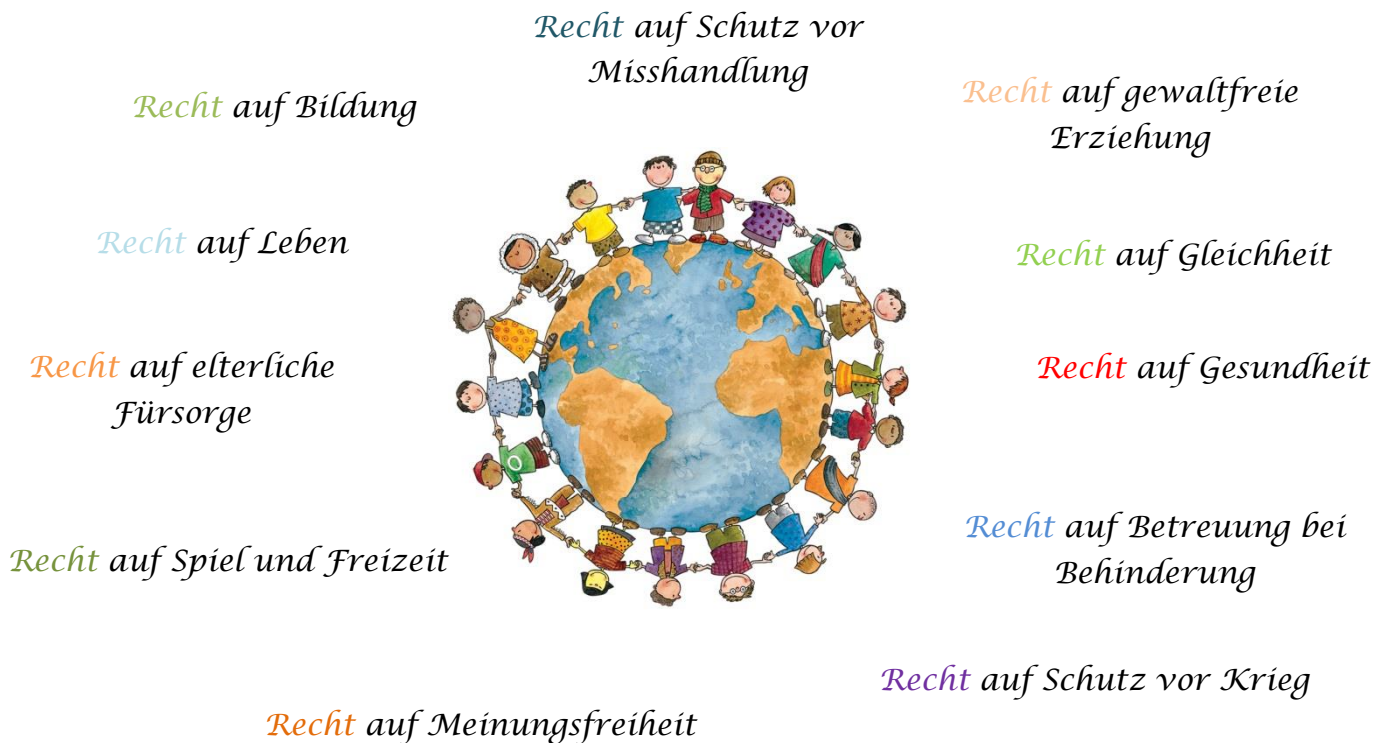 Recht auf Schutz vor
Misshandlung
Recht auf Bildung
Recht auf gewaltfreie
Erziehung
Recht auf Leben
Recht auf Gleichheit
Recht auf elterliche
Fürsorge
Recht auf Gesundheit
Recht auf Spiel und Freizeit
Recht auf Betreuung bei
Behinderung
Recht auf Schutz vor Krieg
Recht auf Meinungsfreiheit